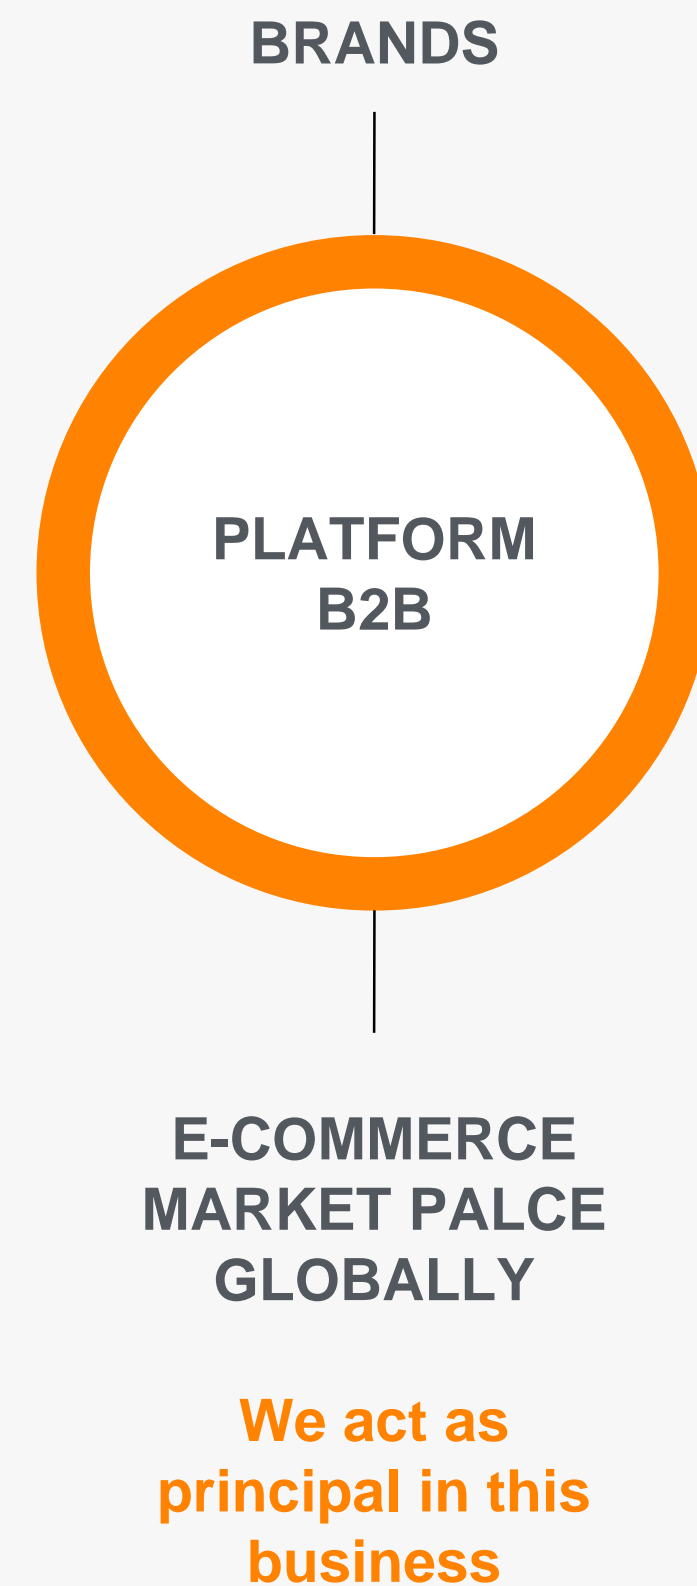 BRANDS
PLATFORM
B2B
E-COMMERCE
MARKET PALCE
GLOBALLY
We act as
principal in this
business